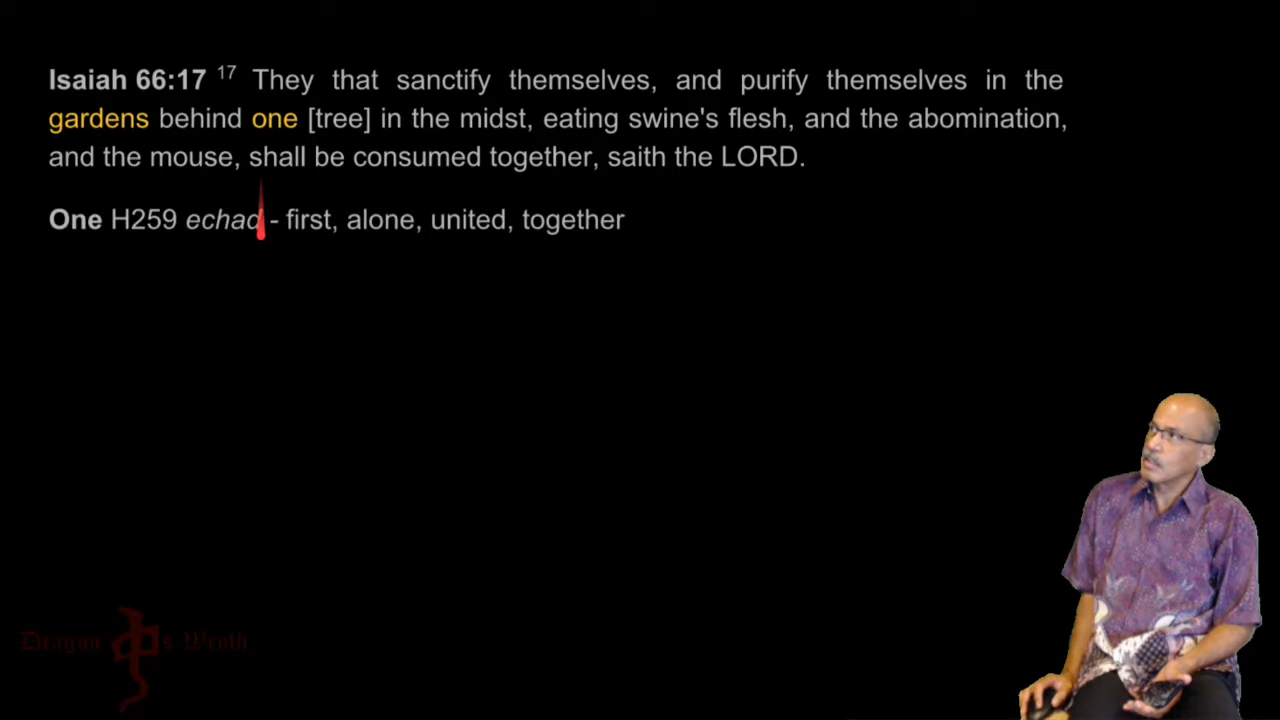 Isaiah 66:17 17 They that sanctify themselves, and purify themselves in the
gardens behind one [tree] in the midst, eating swine's flesh, and the abomination,
and the mouse, shall be consumed together, saith the LORD.
One H259 echad - first, alone, united, together
Dragon s Wrath